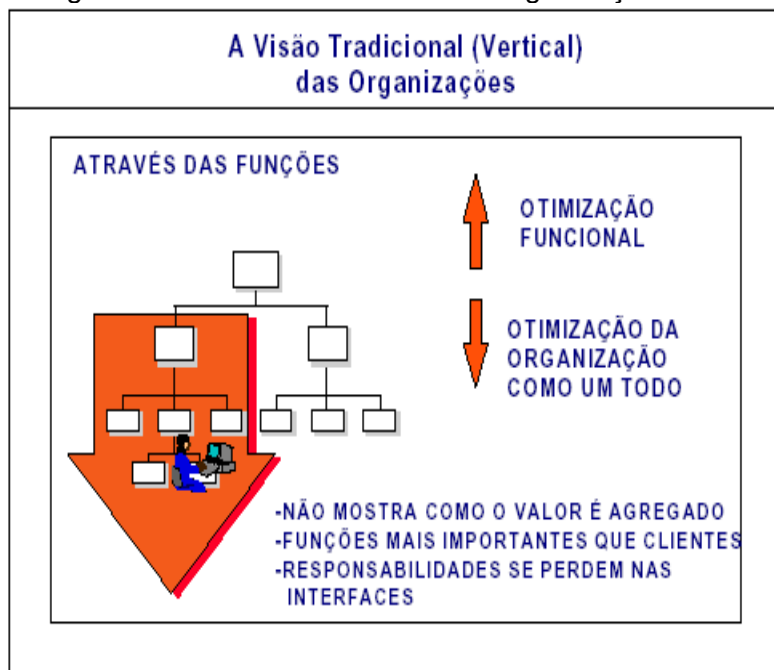 A Visão Tradicional (Vertical)
das Organizações
ATRAVÉS DAS FUNÇÕES
OTIMIZAÇÃO
FUNCIONAL
OTIMIZAÇÃO DA
ORGANIZAÇÃO
COMO UM TODO
-NÃO MOSTRA COMO O VALOR É AGREGADO
-FUNÇÕES MAIS IMPORTANTES QUE CLIENTES
-RESPONSABILIDADES SE PERDEM NAS
INTERFACES